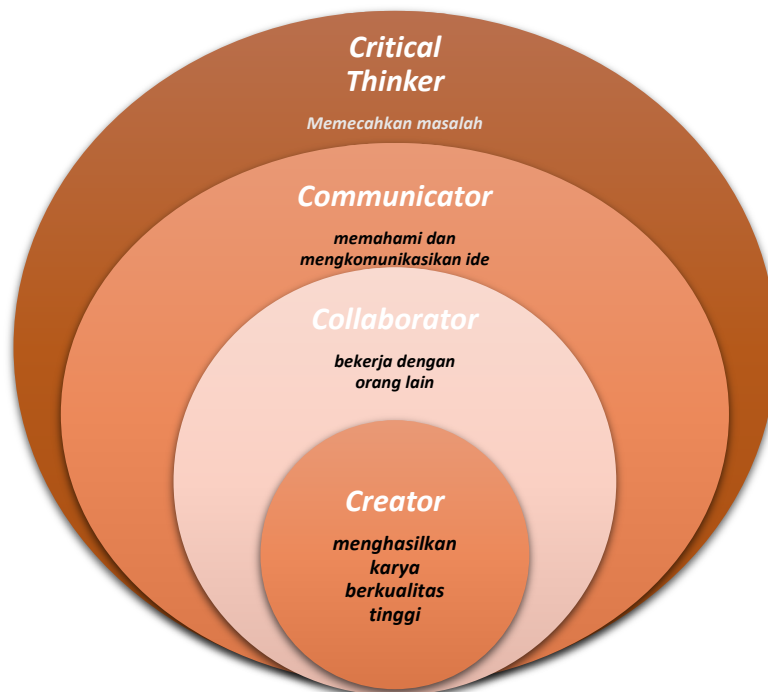 Critical
Thinker
Memecahkan masalah
Communicator
memahami dan
mengkomunikasikan ide
Collaborator
bekerja dengan
orang lain
Creator
menghasilkan
karya
berkualitas
tinggi